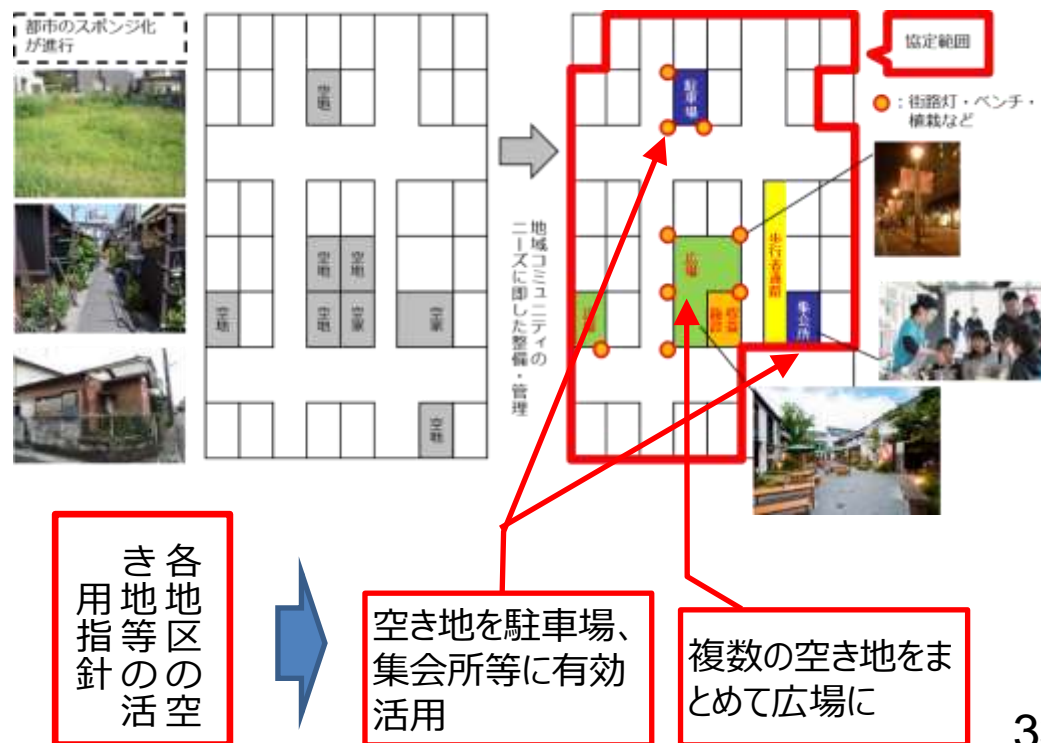 都市のスポンジ化
が進行
空地
空地
空地
空地
空地
空家
空家
空地
地域コミュニティの
ニーズに即した整備・管理
協定範囲
:街路灯・ベンチ・
植栽など
駐車場
広場
歩行者通路
集会所
各地区の空
き地等の活
用指針
空き地を駐車場、
集会所等に有効
活用
複数の空き地をま
とめて広場に
3